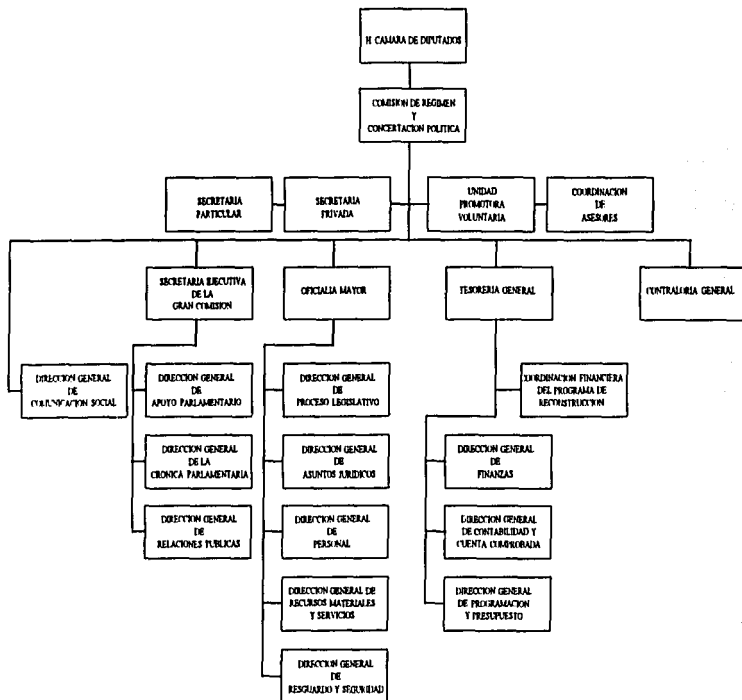 H. CAMARA DE DIPUTADOS
COMISION DE REGIMEN
Y
CONCERTACION POLITICA
SECRETARIA
PARTICULAR
SECRETARIA
PRIVADA
UNIDAD
PROMOTORA
VOLUNTARIA
COORDINACION
DE
ASESORES
SECRETARIA EJECUTIVA
DE LA
GRAN COMISION
OFICIALIA MAYOR
TESORERIA GENERAL
CONTRALORIA GENERAL
DIRECCION GENERAL
DE
COMUNICACION SOCIAL
DIRECCION GENERAL
DE
APOYO PARLAMENTARIO
DIRECCION GENERAL
DE
PROCESO LEGISLATIVO
COORDINACION FINANCIERA
DEL PROGRAMA DE
RECONSTRUCCION
DIRECCION GENERAL
DE LA
CRONICA PARLAMENTARIA
DIRECCION GENERAL
DE
ASUNTOS JURIDICOS
DIRECCION GENERAL
DE
FINANZAS
DIRECCION GENERAL
DE
RELACIONES PUBLICAS
DIRECCION GENERAL
DE
PERSONAL
DIRECCION GENERAL
DE CONTABILIDAD Y
CUENTA COMPROBADA
DIRECCION GENERAL DE
RECURSOS MATERIALES
Y SERVICIOS
DIRECCION GENERAL
DE PROGRAMACION
Y PRESUPUESTO
DIRECCION GENERAL
DE
RESGUARDO Y SEGURIDAD